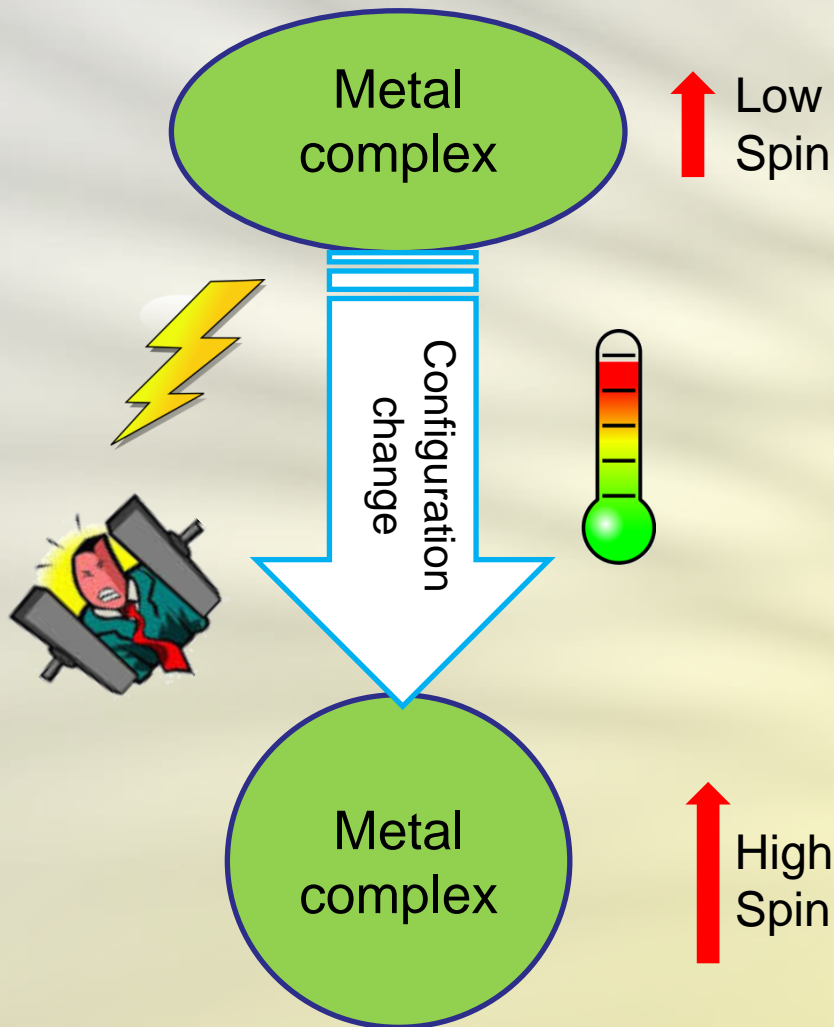 Metal
complex
Low
Spin
Configuration
change
Metal
complex
High
Spin